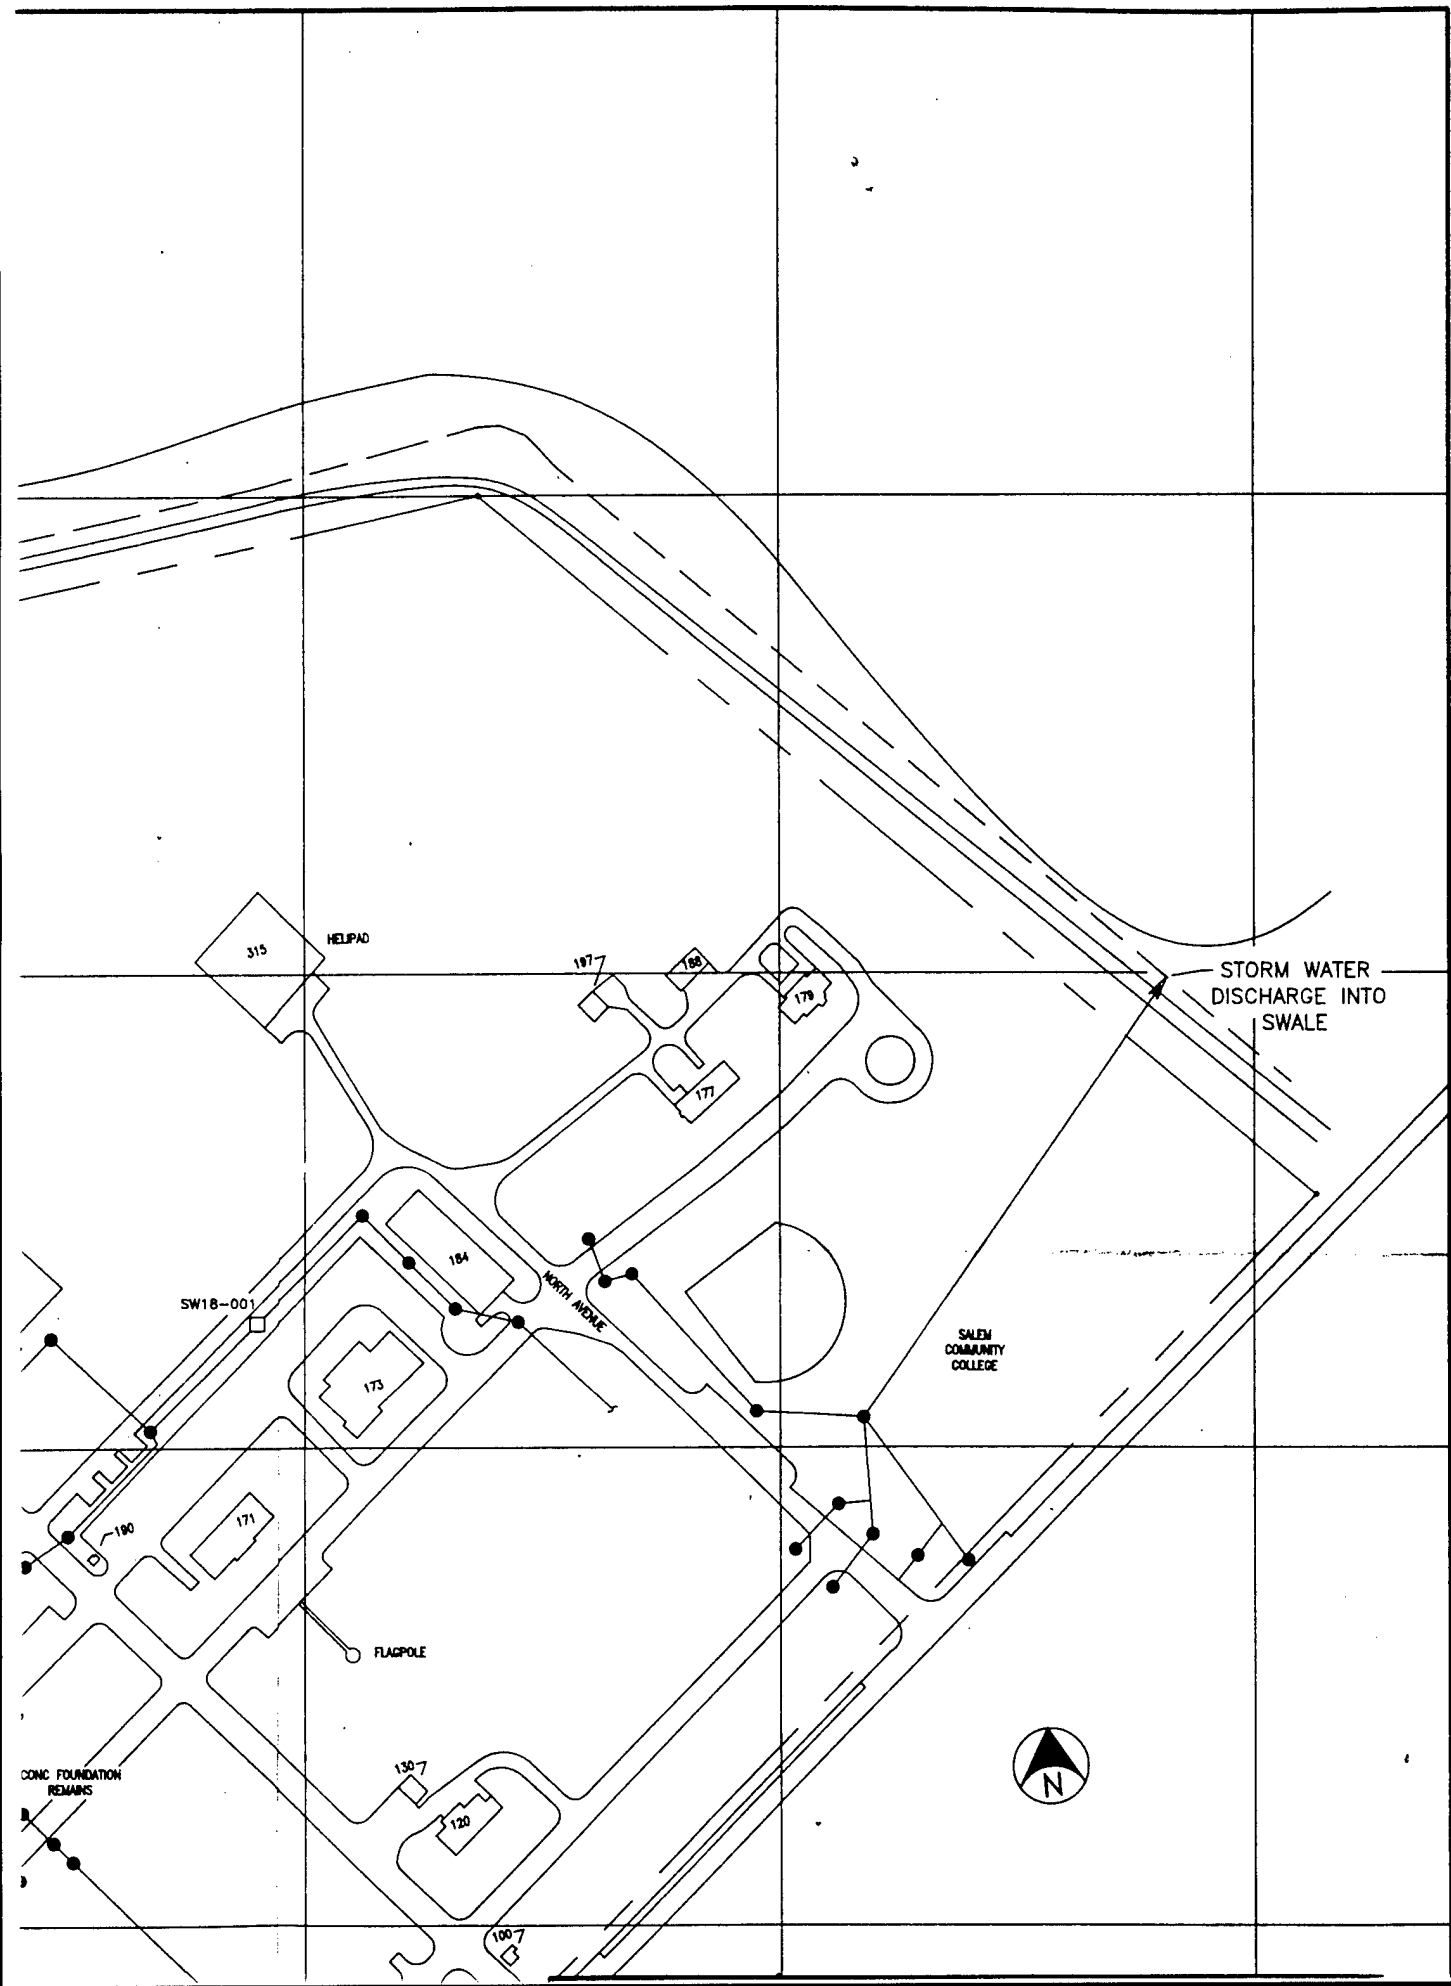 315
HELIPAD
197
188
179
STORM WATER
DISCHARGE INTO
SWALE
177
184
NORTH AVENUE
SW18-001
SALEM
COMMUNITY
COLLEGE
173
171
190
FLAGPOLE
CONC FOUNDATION
REMAINS
130
120
N
100